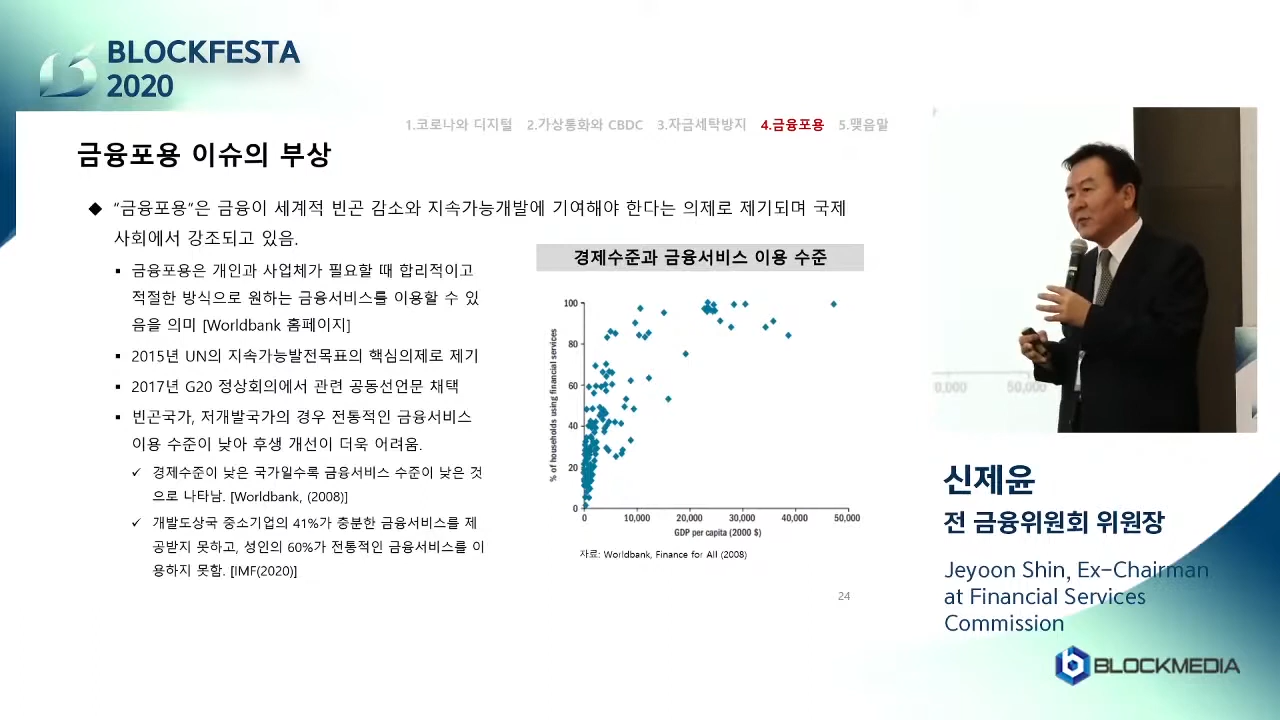 BLOCKFESTA
2020
1.코로나와 디지털 2.가상통화와 CBDC 3.자금세탁방지 4.금융포용 5.맺음말
금융포용 이슈의 부상
◆ “금융포용”은 금융이 세계적 빈곤 감소와 지속가능개발에 기여해야 한다는 의제로 제기되며 국제
사회에서 강조되고 있음.
▪ 금융포용은 개인과 사업체가 필요할 때 합리적이고
적절한 방식으로 원하는 금융서비스를 이용할 수 있
음을 의미 [Worldbank 홈페이지]
▪ 2015년 UN의 지속가능발전목표의 핵심의제로 제기
▪ 2017년 G20 정상회의에서 관련 공동선언문 채택
▪ 빈곤국가, 저개발국가의 경우 전통적인 금융서비스
이용 수준이 낮아 후생 개선이 더욱 어려움.
✓ 경제수준이 낮은 국가일수록 금융서비스 수준이 낮은 것
으로 나타남. [Worldbank, (2008)]
✓ 개발도상국 중소기업의 41%가 충분한 금융서비스를 제
공받지 못하고, 성인의 60%가 전통적인 금융서비스를 이
용하지 못함. [IMF(2020)]
경제수준과 금융서비스 이용 수준
% of households using financial services
100
80
60
40
20
0
0 10,000 20,000 30,000 40,000 50,000
GDP per capita (2000 $)
자료: Worldbank, Finance for All (2008)
24
0,000 50,000
신제윤
전 금융위원회 위원장
Jeyoon Shin, Ex-Chairman
at Financial Services
Commission
BLOCKMEDIA